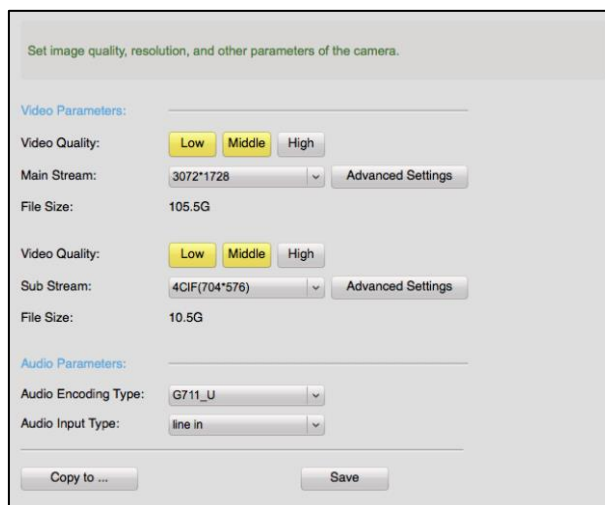 Set image quality, resolution, and other parameters of the camera.
Video Parameters:
Video Quality: Low Middle High
Main Stream: 3072*1728 Advanced Settings
File Size: 105.5G
Video Quality: Low Middle High
Sub Stream: 4CIF(704*576) Advanced Settings
File Size: 10.5G
Audio Parameters:
Audio Encoding Type: G711_U
Audio Input Type: line in
Copy to ... Save